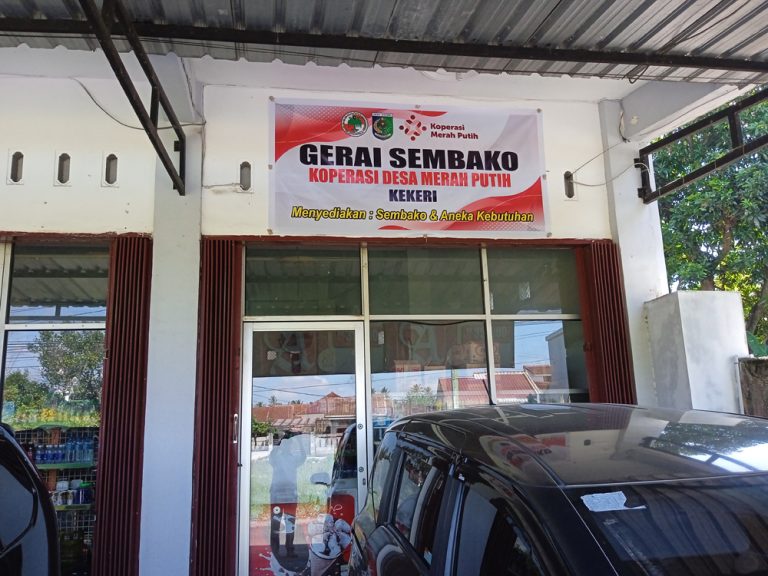 Koperasi
Merah Putih
GERAI SEMBAKO
KOPERASI DESA MERAH PUTIH
KEKERI
Menyediakan : Sembako & Aneka Kebutuhan